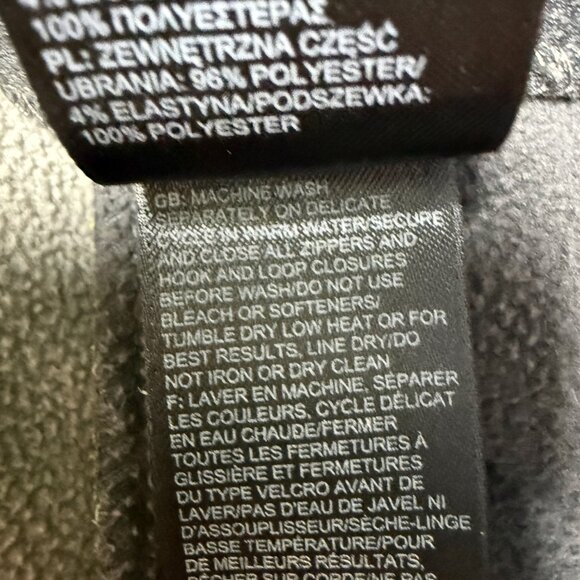 100% ΠΟΛΥΕΣΤΕΡΑΣ
PL: ZEWNĘTRZNA CZĘŚĆ
UBRANIA: 96% POLYESTER/
4% ELASTYNA/PODSZEWKA:
100% POLYESTER
GB: MACHINE WASH
SEPARATELY ON DELICATE
CYCLE IN WARM WATER/SECURE
AND CLOSE ALL ZIPPERS AND
HOOK AND LOOP CLOSURES
BEFORE WASH/DO NOT USE
BLEACH OR SOFTENERS/
TUMBLE DRY LOW HEAT OR FOR
BEST RESULTS, LINE DRY/DO
NOT IRON OR DRY CLEAN
F: LAVER EN MACHINE, SÉPARER
LES COULEURS, CYCLE DÉLICAT
EN EAU CHAUDE/FERMER
TOUTES LES FERMETURES À
GLISSIÈRE ET FERMETURES
DU TYPE VELCRO AVANT DE
LAVER/PAS D'EAU DE JAVEL NI
D'ASSOUPLISSEUR/SÈCHE-LINGE
BASSE TEMPÉRATURE/POUR
DE MEILLEURS RÉSULTATS,